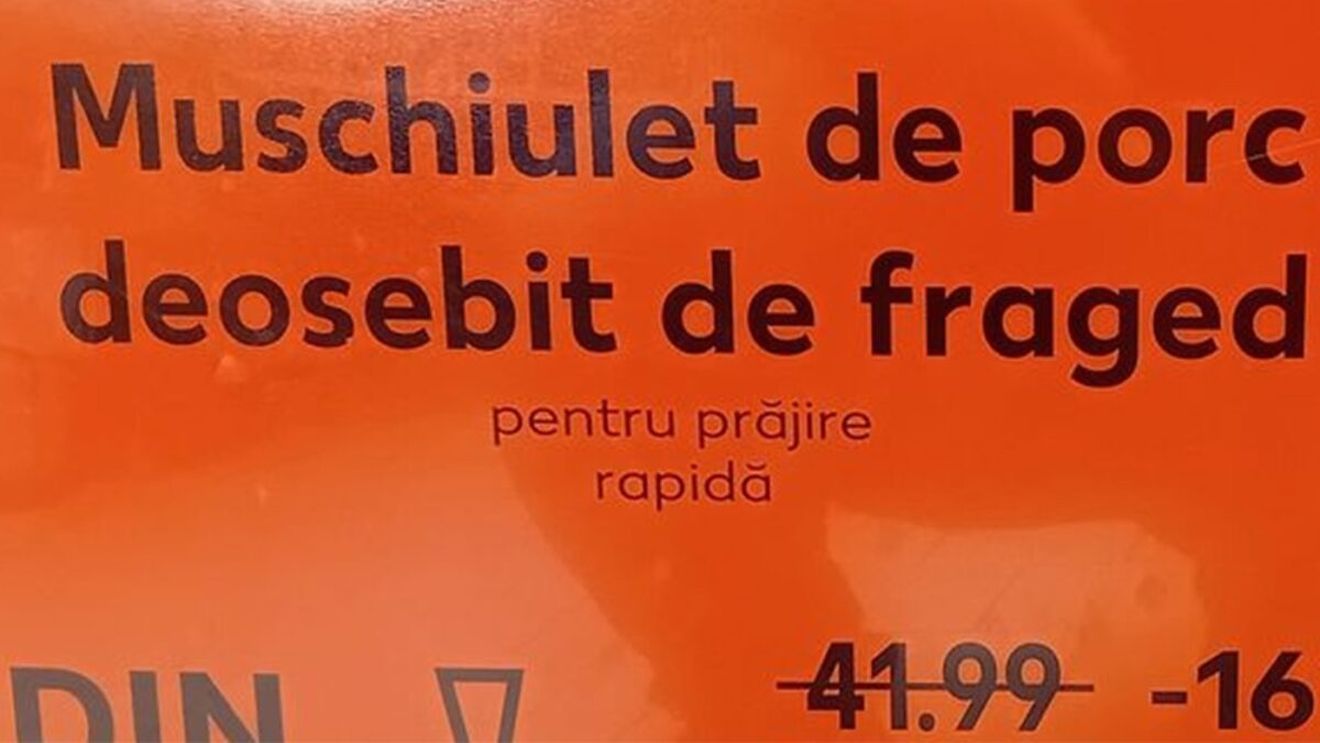 Muschiulet de porc
deosebit de fraged
pentru prăjire
rapidă
DIN
41.99 -16